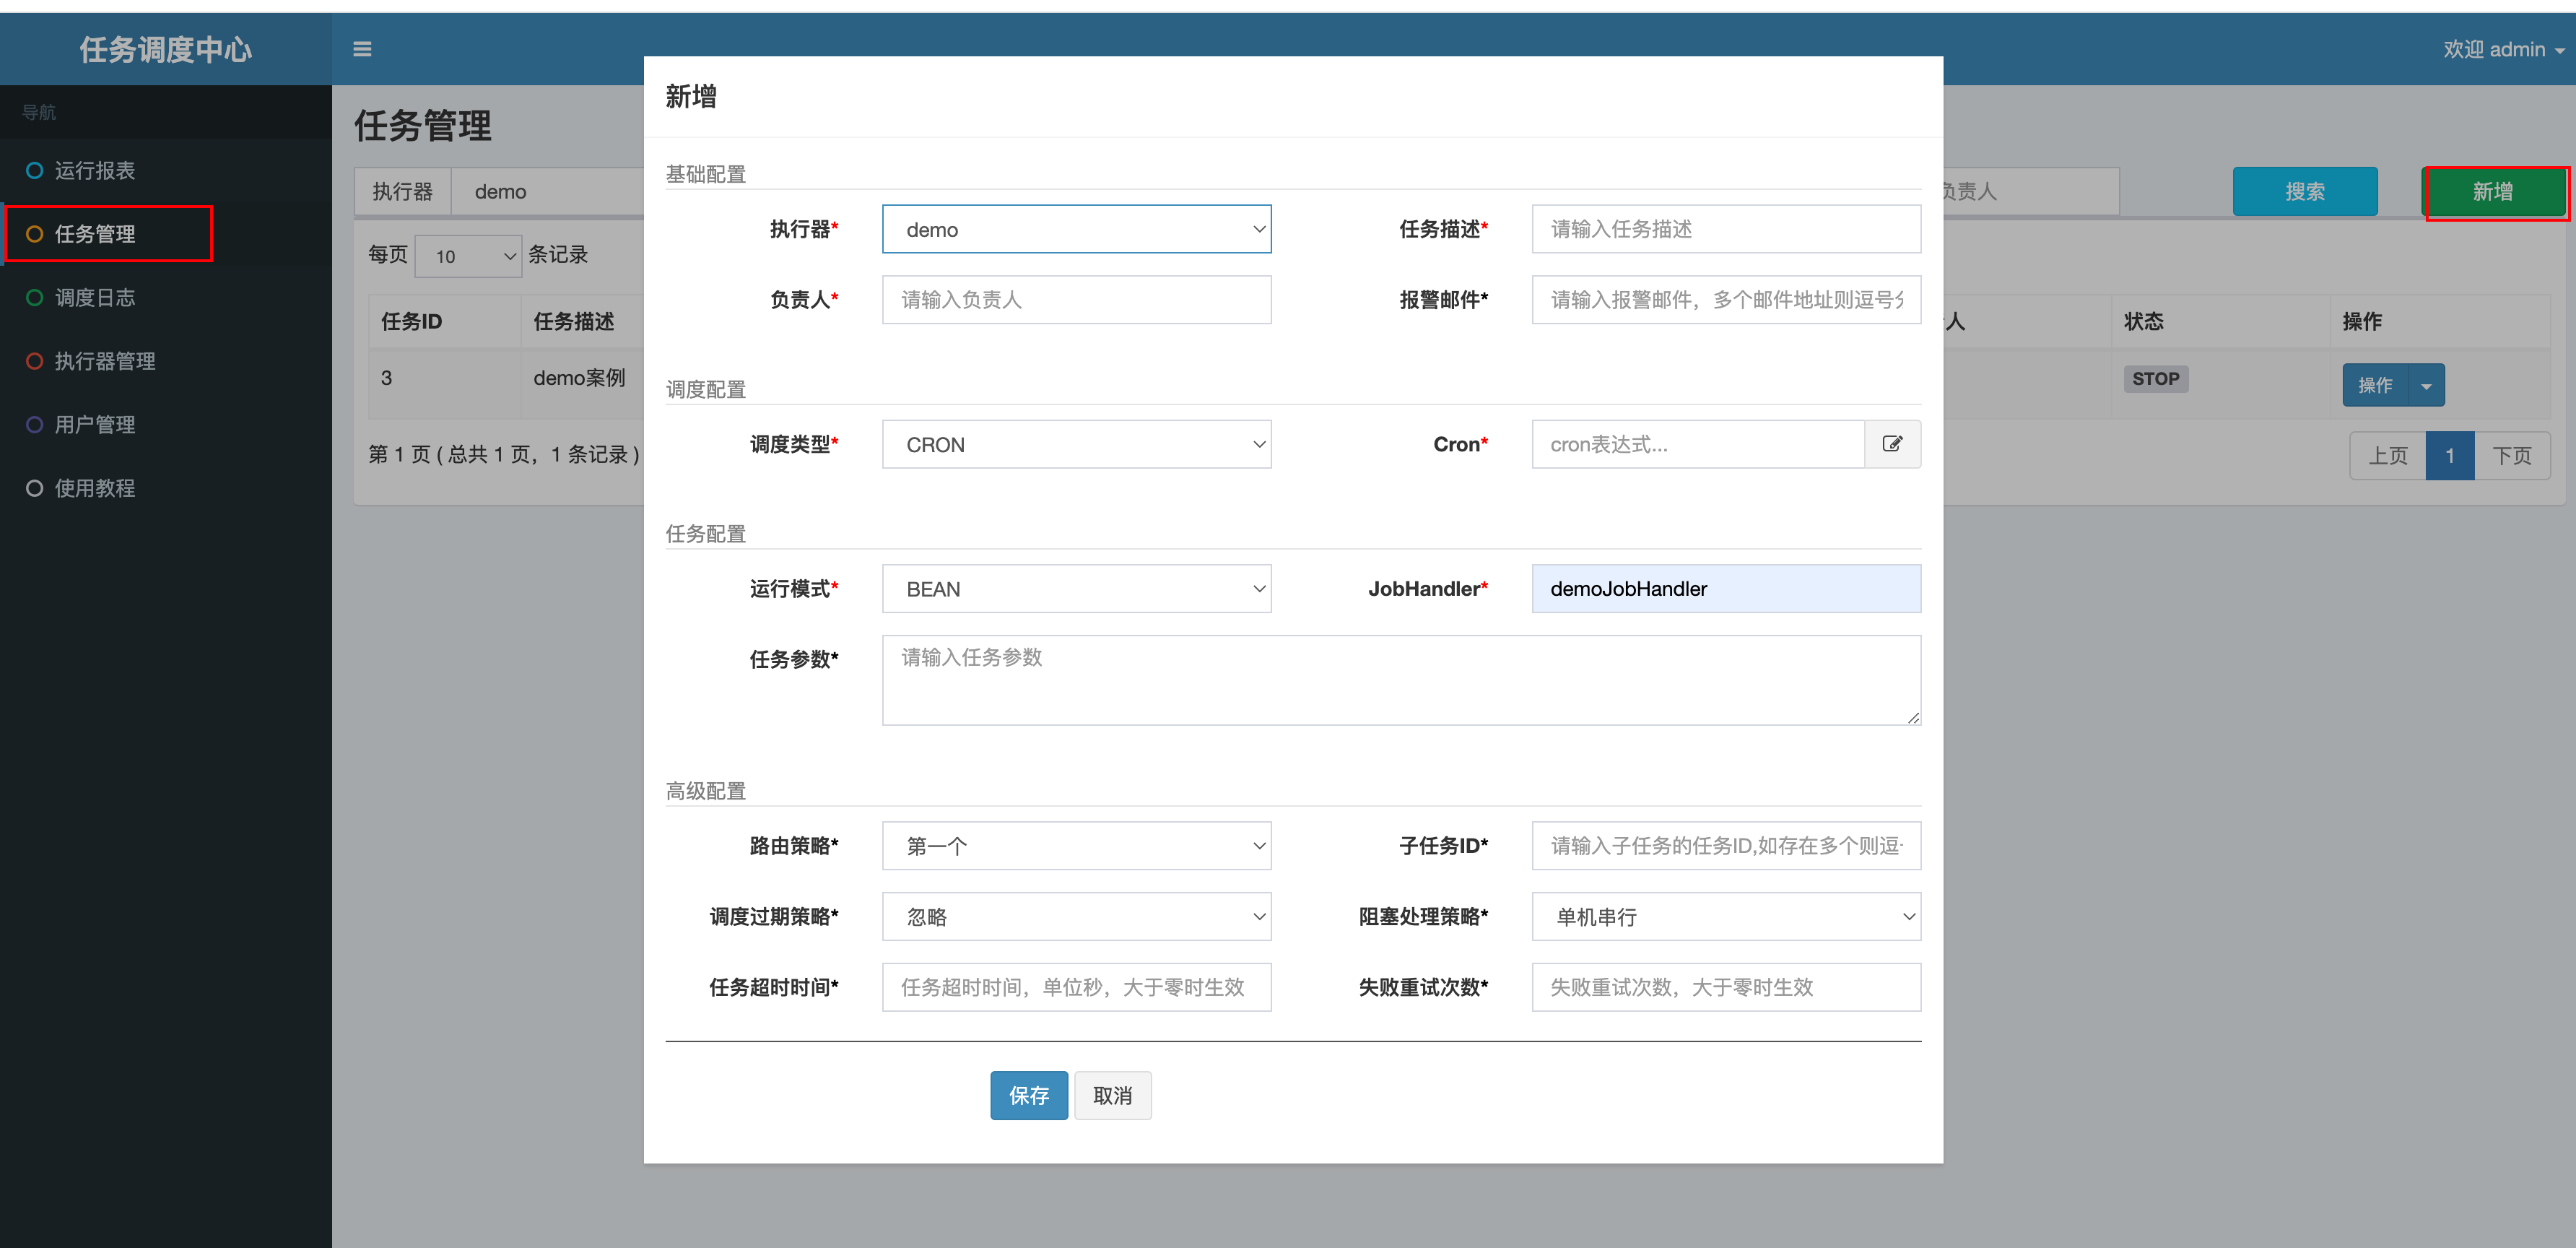 任务调度中心
欢迎 admin
导航
运行报表
任务管理
调度日志
执行器管理
用户管理
使用教程
任务管理
执行器 demo
负责人
搜索
新增
每页 10 条记录
任务ID 任务描述 人 状态 操作
3 demo案例 STOP 操作
第 1 页 ( 总共 1 页，1 条记录 )
上页 1 下页
新增
基础配置
执行器* demo
任务描述* 请输入任务描述
负责人* 请输入负责人
报警邮件* 请输入报警邮件，多个邮件地址则逗号分
调度配置
调度类型* CRON
Cron* cron表达式...
任务配置
运行模式* BEAN
JobHandler* demoJobHandler
任务参数* 请输入任务参数
高级配置
路由策略* 第一个
子任务ID* 请输入子任务的任务ID,如存在多个则逗
调度过期策略* 忽略
阻塞处理策略* 单机串行
任务超时时间* 任务超时时间，单位秒，大于零时生效
失败重试次数* 失败重试次数，大于零时生效
保存 取消